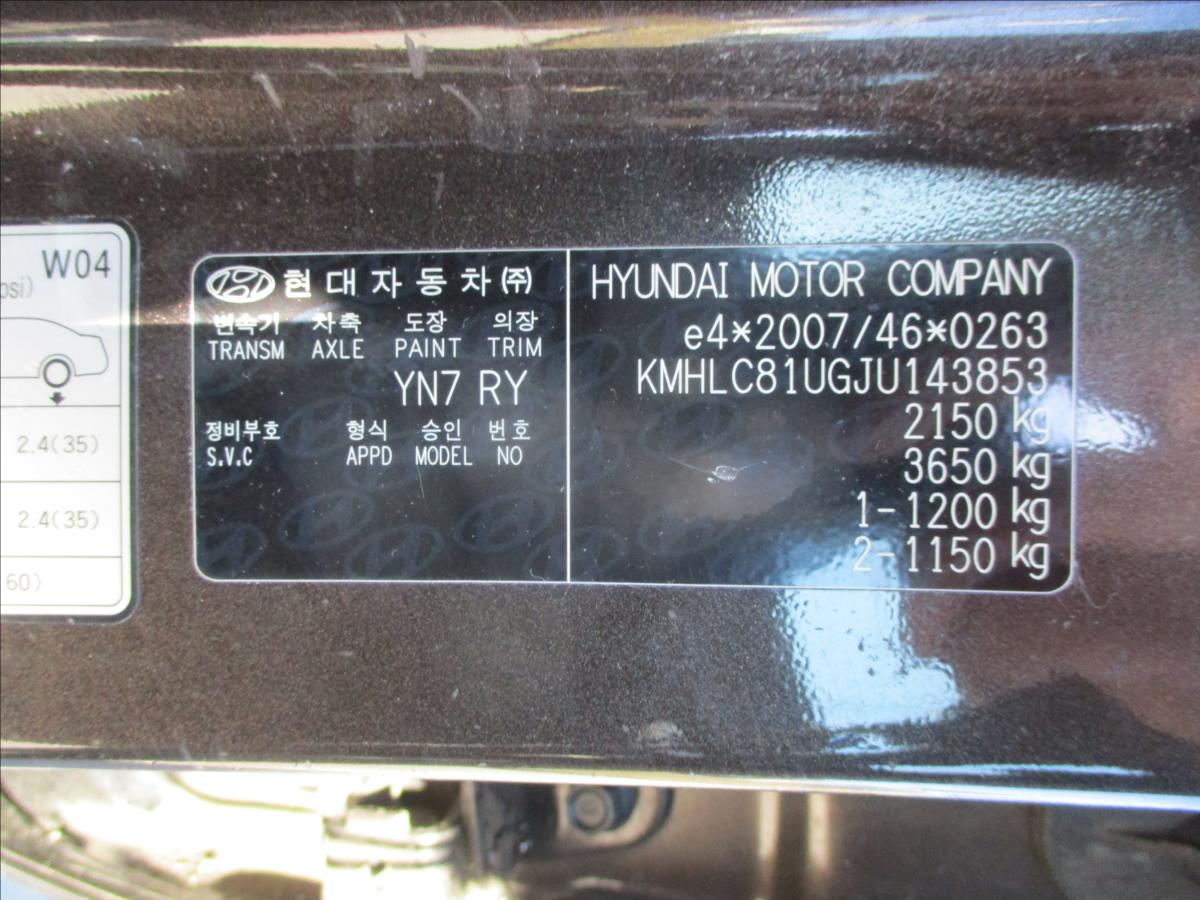 W04
osi)
2.4(35)
2.4(35)
60)
현대자동차(주)
변속기 차축 도장 의장
TRANSM AXLE PAINT TRIM
YN7 RY
정비부호 형식 승인 번호
S.V.C APPD MODEL NO
HYUNDAI MOTOR COMPANY
e4*2007/46*0263
KMHLC81UGJU143853
2150 kg
3650 kg
1-1200 kg
2-1150 kg